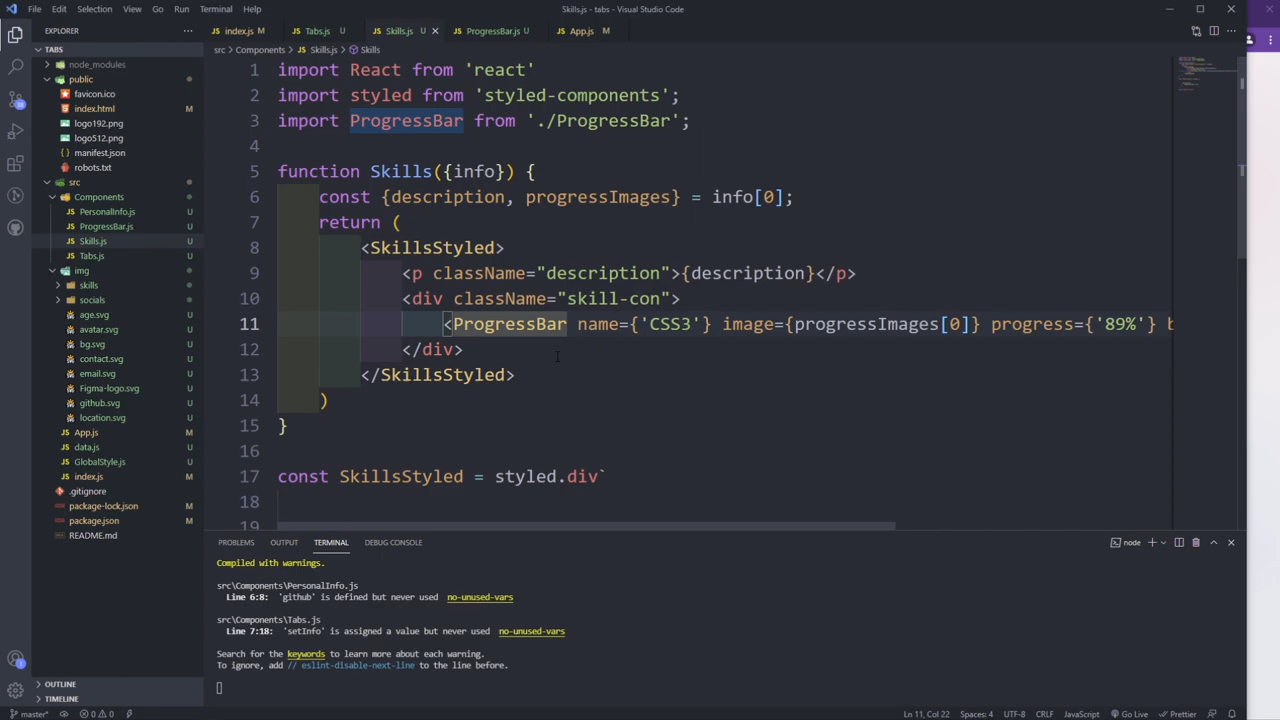 File Edit Selection View Go Run Terminal Help
Skills.js - tabs - Visual Studio Code
EXPLORER
index.js M
Tabs.js U
Skills.js U
ProgressBar.js U
App.js M
TABS
src > Components > Skills.js > Skills
node_modules
public
favicon.ico
index.html M
logo192.png
logo512.png
manifest.json
robots.txt
src
Components
PersonalInfo.js U
ProgressBar.js U
Skills.js U
Tabs.js U
img
skills
socials
age.svg U
avatar.svg U
bg.svg U
contact.svg U
email.svg U
Figma-logo.svg U
github.svg U
location.svg U
App.js M
data.js U
GlobalStyle.js U
index.js M
.gitignore
package-lock.json M
package.json M
README.md
OUTLINE
TIMELINE
1 import React from 'react'
2 import styled from 'styled-components';
3 import ProgressBar from './ProgressBar';
4
5 function Skills({info}) {
6 const {description, progressImages} = info[0];
7 return (
8 <SkillsStyled>
9 <p className="description">{description}</p>
10 <div className="skill-con">
11 <ProgressBar name={'CSS3'} image={progressImages[0]} progress={'89%'} b
12 </div>
13 </SkillsStyled>
14 )
15 }
16
17 const SkillsStyled = styled.div`
18
19
PROBLEMS OUTPUT TERMINAL DEBUG CONSOLE
node
Compiled with warnings.
src\Components\PersonalInfo.js
Line 6:8: 'github' is defined but never used no-unused-vars
src\Components\Tabs.js
Line 7:18: 'setInfo' is assigned a value but never used no-unused-vars
Search for the keywords to learn more about each warning.
To ignore, add // eslint-disable-next-line to the line before.
master* 0 0 Ln 11, Col 22 Spaces: 4 UTF-8 CRLF JavaScript Go Live Prettier